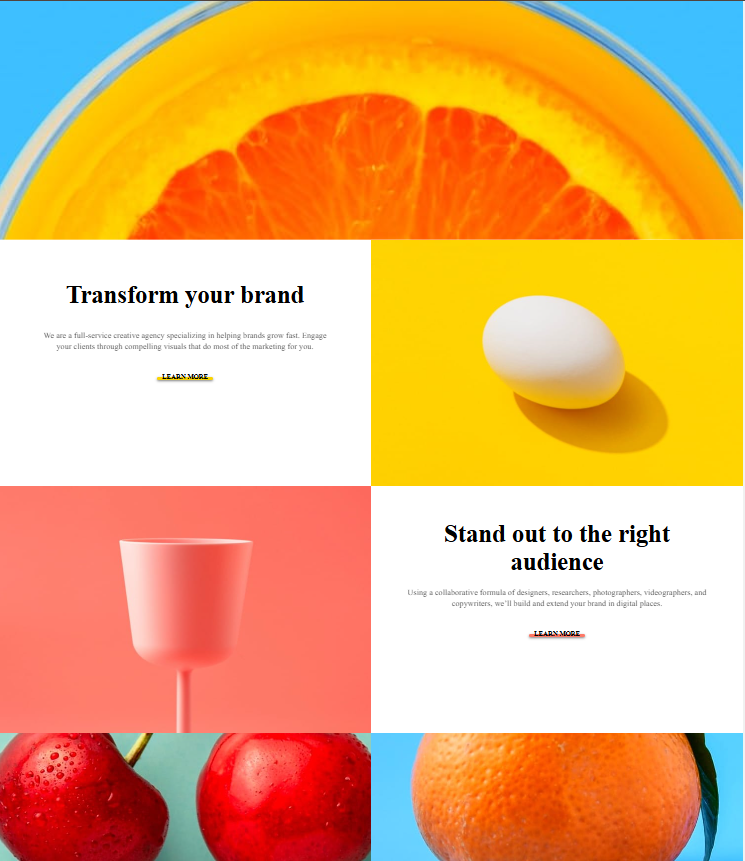 Transform your brand
We are a full-service creative agency specializing in helping brands grow fast. Engage
your clients through compelling visuals that do most of the marketing for you.
LEARN MORE
Stand out to the right
audience
Using a collaborative formula of designers, researchers, photographers, videographers, and
copywriters, we’ll build and extend your brand in digital places.
LEARN MORE